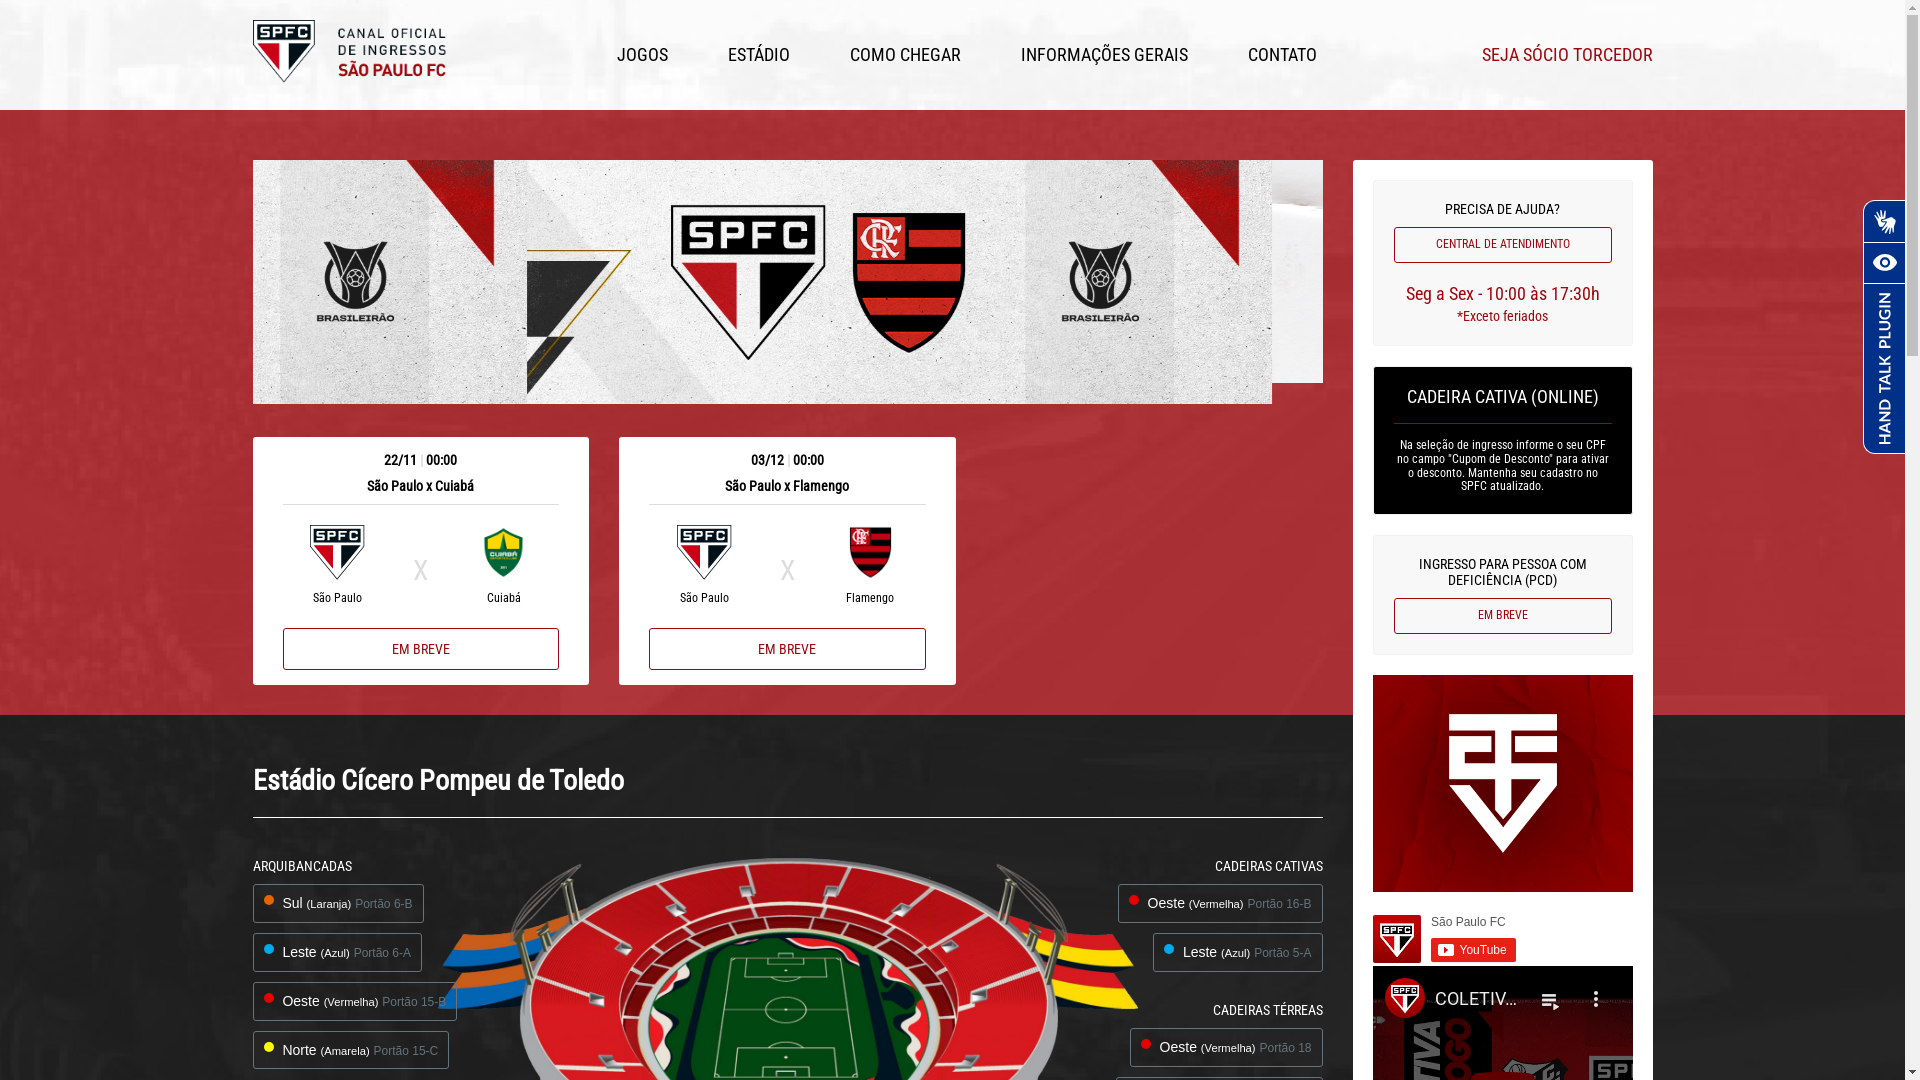 SPFC
CANAL OFICIAL
DE INGRESSOS
SÃO PAULO FC
JOGOS
ESTÁDIO
COMO CHEGAR
INFORMAÇÕES GERAIS
CONTATO
SEJA SÓCIO TORCEDOR
BRASILEIRÃO
SPFC
CRF
BRASILEIRÃO
22/11 | 00:00
São Paulo x Cuiabá
SPFC
X
CUIABÁ
São Paulo
Cuiabá
EM BREVE
03/12 | 00:00
São Paulo x Flamengo
SPFC
X
São Paulo
Flamengo
EM BREVE
PRECISA DE AJUDA?
CENTRAL DE ATENDIMENTO
Seg a Sex - 10:00 às 17:30h
*Exceto feriados
CADEIRA CATIVA (ONLINE)
Na seleção de ingresso informe o seu CPF
no campo "Cupom de Desconto" para ativar
o desconto. Mantenha seu cadastro no
SPFC atualizado.
INGRESSO PARA PESSOA COM
DEFICIÊNCIA (PCD)
EM BREVE
HAND TALK PLUGIN
Estádio Cícero Pompeu de Toledo
ARQUIBANCADAS
Sul (Laranja) Portão 6-B
Leste (Azul) Portão 6-A
Oeste (Vermelha) Portão 15-B
Norte (Amarela) Portão 15-C
CADEIRAS CATIVAS
Oeste (Vermelha) Portão 16-B
Leste (Azul) Portão 5-A
CADEIRAS TÉRREAS
Oeste (Vermelha) Portão 18
SPFC
São Paulo FC
YouTube
SPFC
COLETIV...